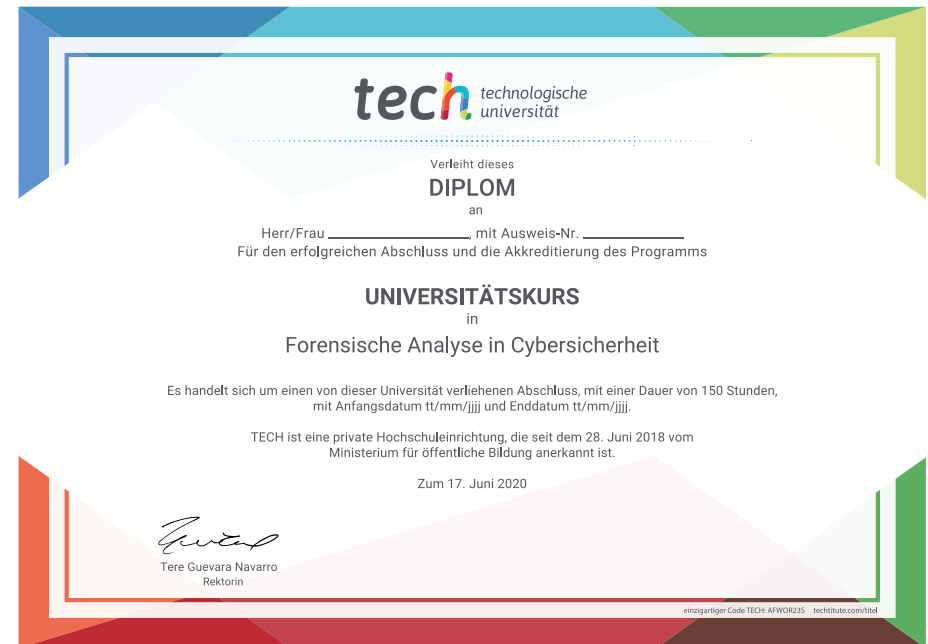 tech technologische
universität
Verleiht dieses
DIPLOM
an
Herr/Frau ____________________, mit Ausweis-Nr. ______________
Für den erfolgreichen Abschluss und die Akkreditierung des Programms
UNIVERSITÄTSKURS
in
Forensische Analyse in Cybersicherheit
Es handelt sich um einen von dieser Universität verliehenen Abschluss, mit einer Dauer von 150 Stunden,
mit Anfangsdatum tt/mm/jjjj und Enddatum tt/mm/jjjj.
TECH ist eine private Hochschuleinrichtung, die seit dem 28. Juni 2018 vom
Ministerium für öffentliche Bildung anerkannt ist.
Zum 17. Juni 2020
Tere Guevara Navarro
Rektorin
einzigartiger Code TECH: AFWOR23S techtitute.com/titel